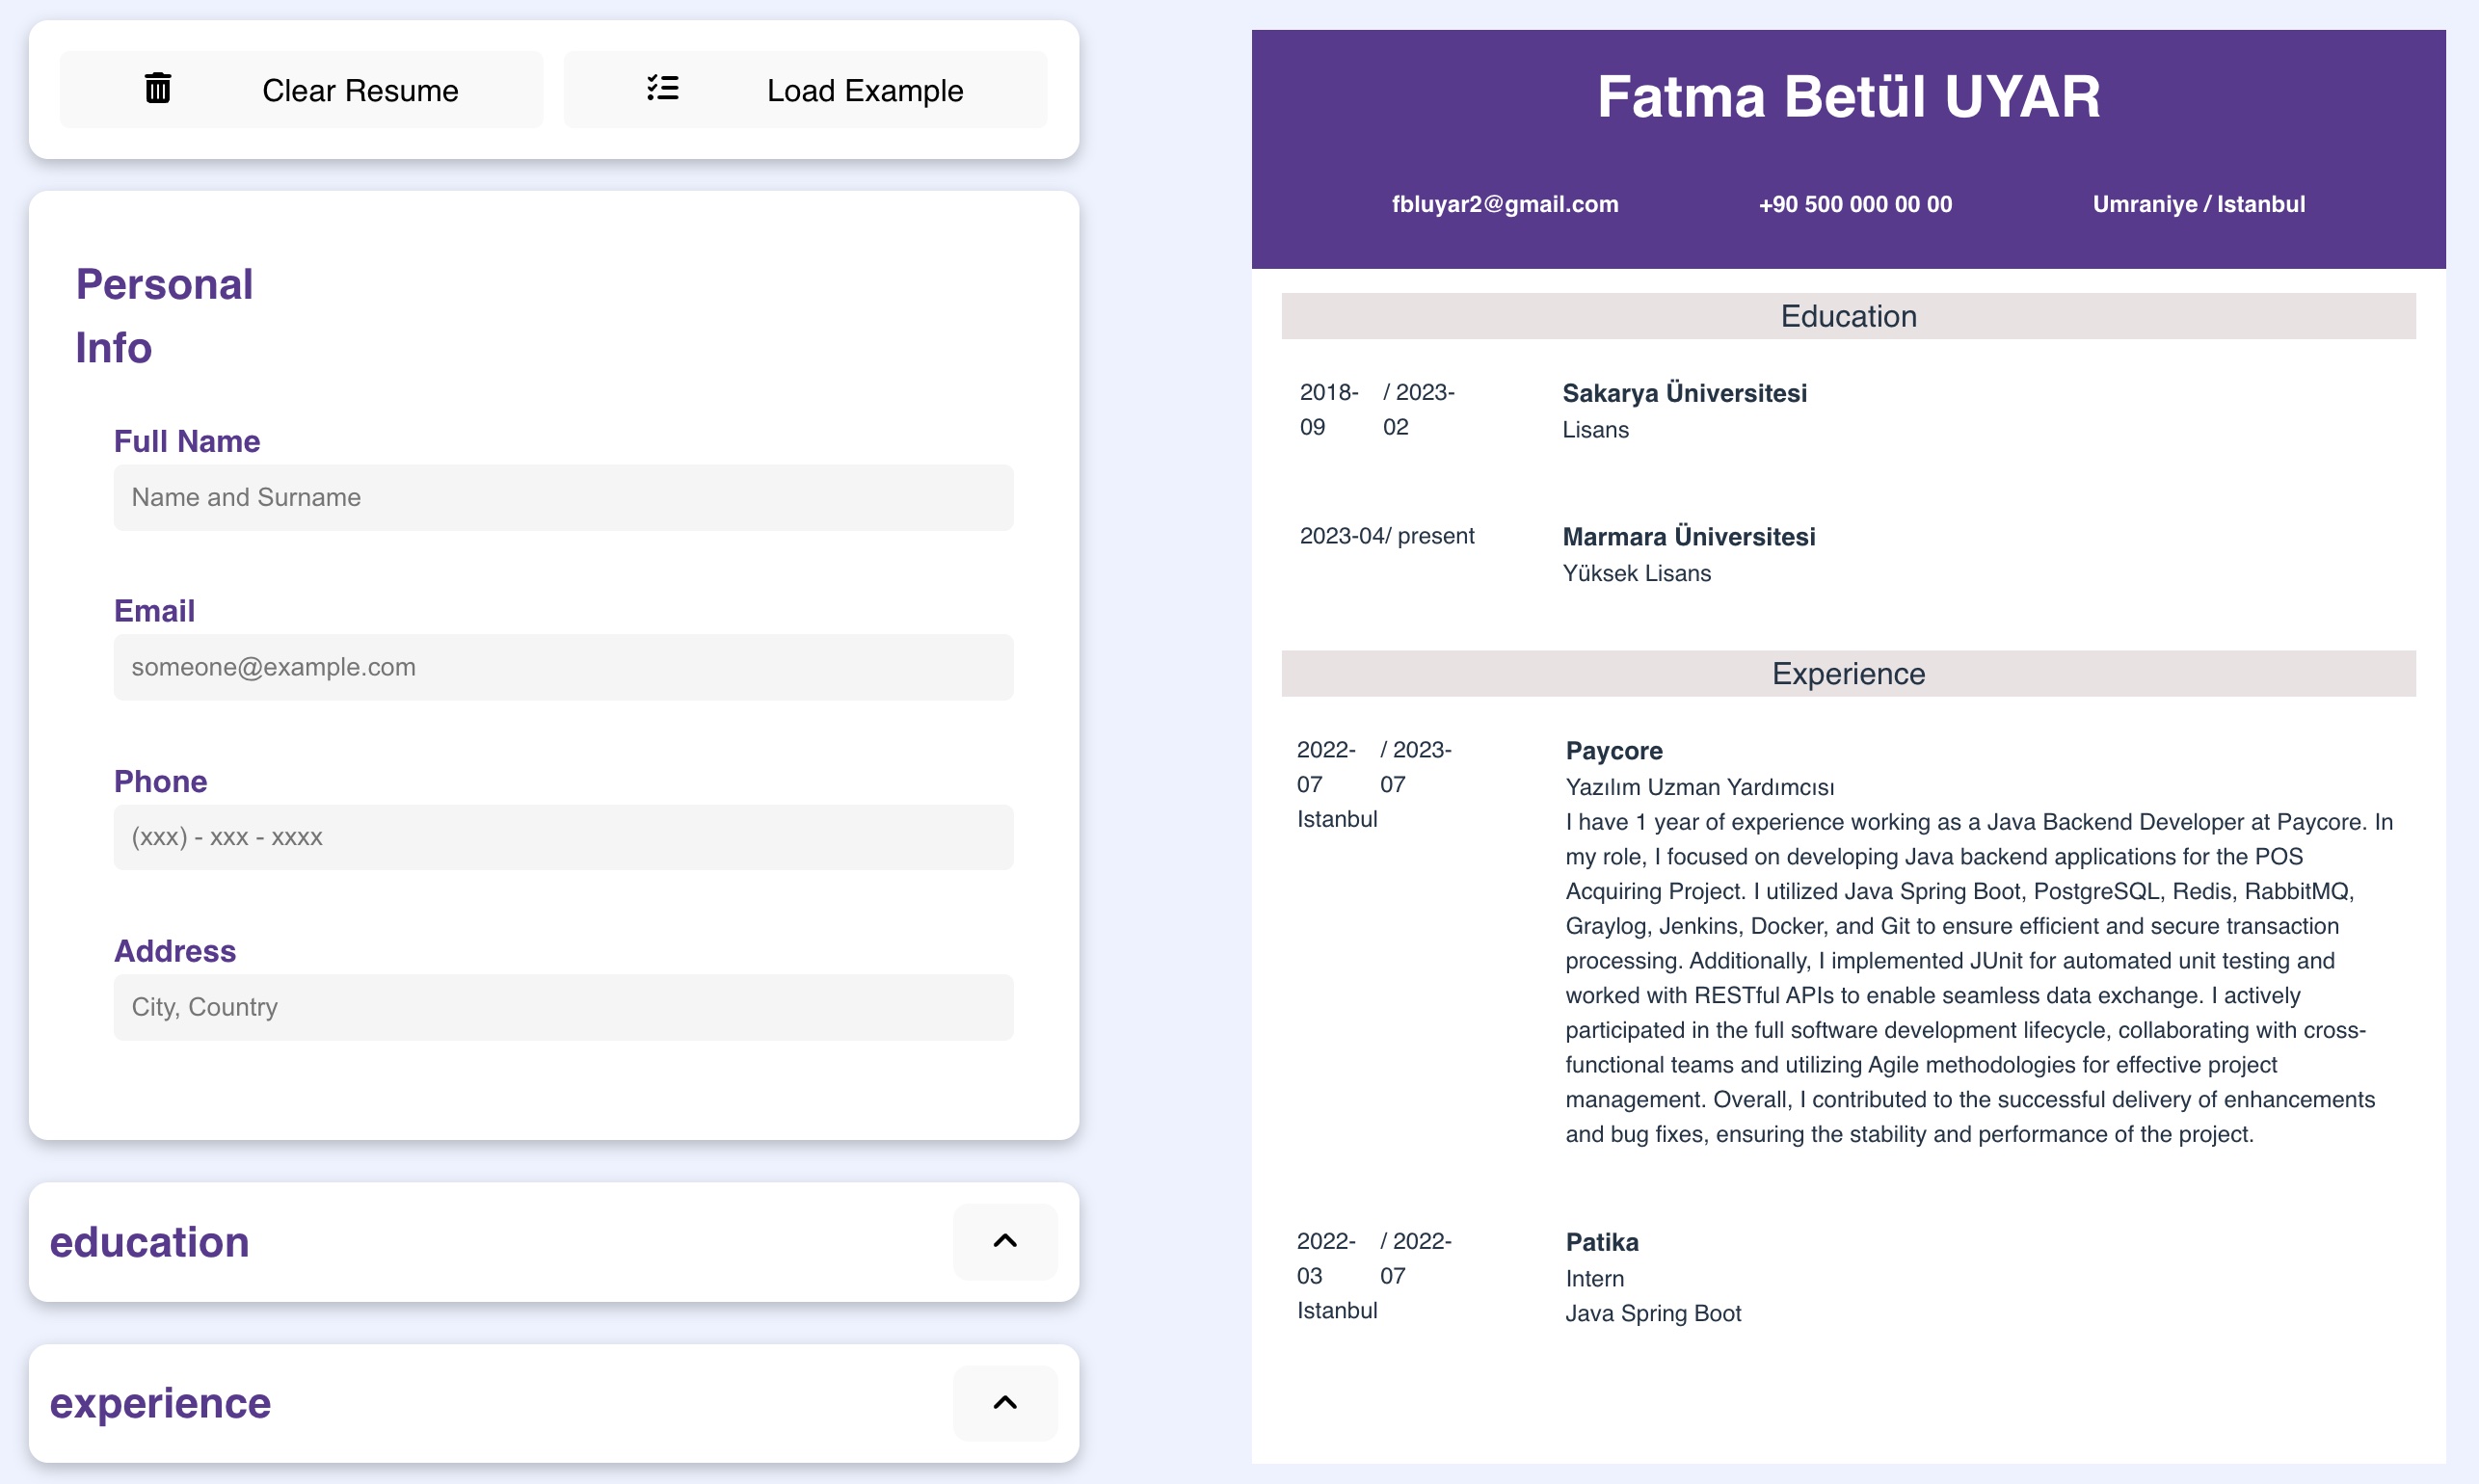 Clear Resume
Load Example
Personal
Info
Full Name
Name and Surname
Email
someone@example.com
Phone
(xxx) - xxx - xxxx
Address
City, Country
education
experience
Fatma Betül UYAR
fbluyar2@gmail.com
+90 500 000 00 00
Umraniye / Istanbul
Education
2018- / 2023-
09 02
Sakarya Üniversitesi
Lisans
2023-04/ present
Marmara Üniversitesi
Yüksek Lisans
Experience
2022- / 2023-
07 07
Istanbul
Paycore
Yazılım Uzman Yardımcısı
I have 1 year of experience working as a Java Backend Developer at Paycore. In
my role, I focused on developing Java backend applications for the POS
Acquiring Project. I utilized Java Spring Boot, PostgreSQL, Redis, RabbitMQ,
Graylog, Jenkins, Docker, and Git to ensure efficient and secure transaction
processing. Additionally, I implemented JUnit for automated unit testing and
worked with RESTful APIs to enable seamless data exchange. I actively
participated in the full software development lifecycle, collaborating with cross-
functional teams and utilizing Agile methodologies for effective project
management. Overall, I contributed to the successful delivery of enhancements
and bug fixes, ensuring the stability and performance of the project.
2022- / 2022-
03 07
Istanbul
Patika
Intern
Java Spring Boot